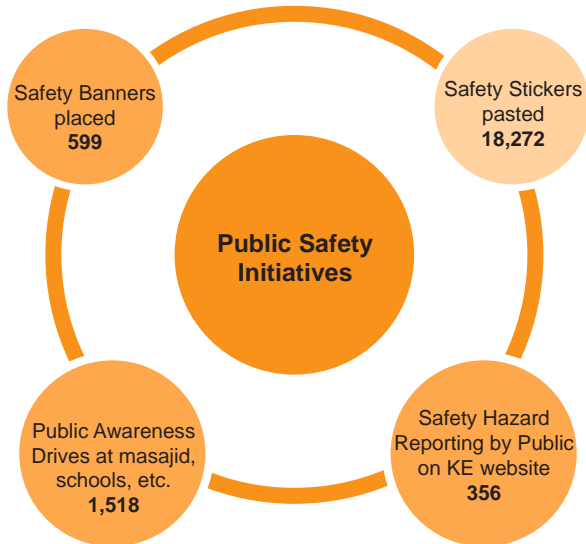 Safety Banners
placed
599
Safety Stickers
pasted
18,272
Public Safety
Initiatives
Public Awareness
Drives at masajid,
schools, etc.
1,518
Safety Hazard
Reporting by Public
on KE website
356